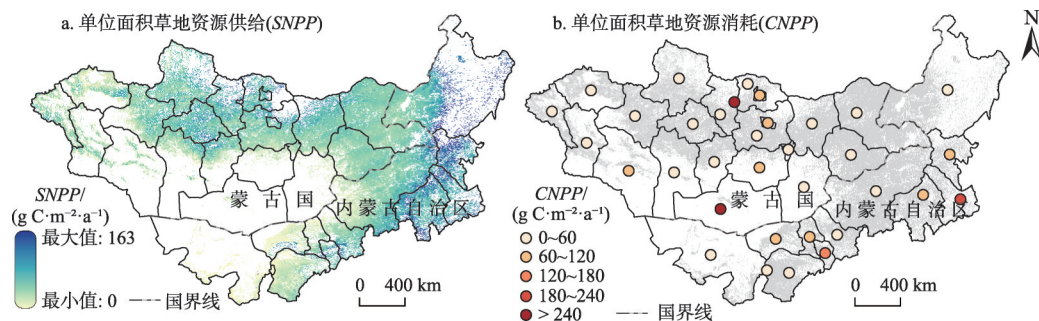 a. 单位面积草地资源供给(SNPP)
蒙 古 国
内蒙古自治区
SNPP/
(g C·m⁻²·a⁻¹)
最大值: 163
最小值: 0
国界线
0 400 km
b. 单位面积草地资源消耗(CNPP)
N
蒙 古 国
内蒙古自治区
CNPP/
(g C·m⁻²·a⁻¹)
0~60
60~120
120~180
180~240
> 240
国界线
0 400 km